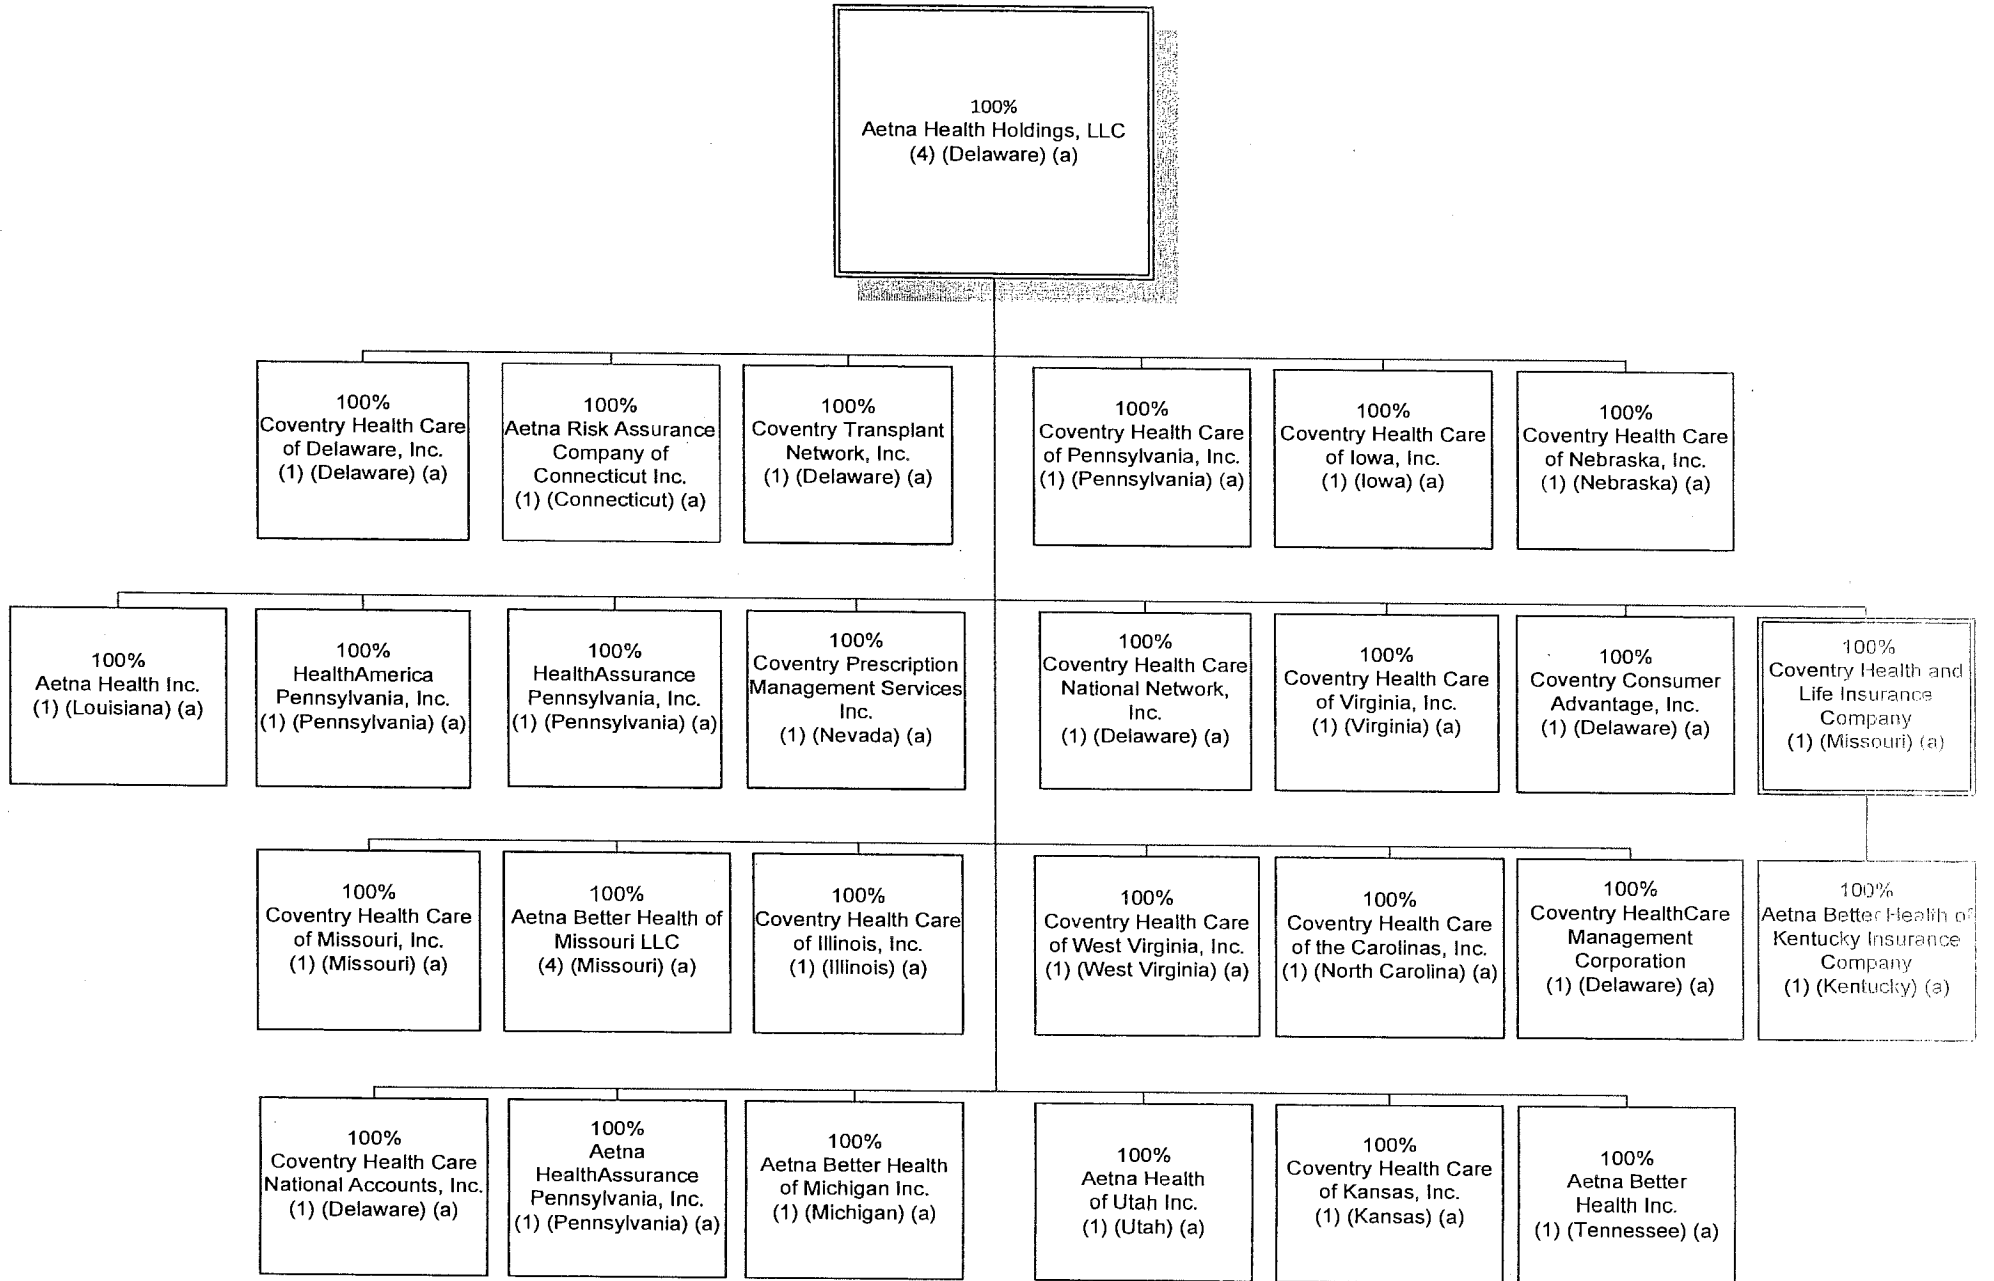 100%
Aetna Health Holdings, LLC
(4) (Delaware) (a)
100%
Coventry Health Care
of Delaware, Inc.
(1) (Delaware) (a)
100%
Aetna Risk Assurance
Company of
Connecticut Inc.
(1) (Connecticut) (a)
100%
Coventry Transplant
Network, Inc.
(1) (Delaware) (a)
100%
Coventry Health Care
of Pennsylvania, Inc.
(1) (Pennsylvania) (a)
100%
Coventry Health Care
of Iowa, Inc.
(1) (Iowa) (a)
100%
Coventry Health Care
of Nebraska, Inc.
(1) (Nebraska) (a)
100%
Aetna Health Inc.
(1) (Louisiana) (a)
100%
HealthAmerica
Pennsylvania, Inc.
(1) (Pennsylvania) (a)
100%
HealthAssurance
Pennsylvania, Inc.
(1) (Pennsylvania) (a)
100%
Coventry Prescription
Management Services
Inc.
(1) (Nevada) (a)
100%
Coventry Health Care
National Network,
Inc.
(1) (Delaware) (a)
100%
Coventry Health Care
of Virginia, Inc.
(1) (Virginia) (a)
100%
Coventry Consumer
Advantage, Inc.
(1) (Delaware) (a)
100%
Coventry Health and
Life Insurance
Company
(1) (Missouri) (a)
100%
Coventry Health Care
of Missouri, Inc.
(1) (Missouri) (a)
100%
Aetna Better Health of
Missouri LLC
(4) (Missouri) (a)
100%
Coventry Health Care
of Illinois, Inc.
(1) (Illinois) (a)
100%
Coventry Health Care
of West Virginia, Inc.
(1) (West Virginia) (a)
100%
Coventry Health Care
of the Carolinas, Inc.
(1) (North Carolina) (a)
100%
Coventry HealthCare
Management
Corporation
(1) (Delaware) (a)
100%
Aetna Better Health of
Kentucky Insurance
Company
(1) (Kentucky) (a)
100%
Coventry Health Care
National Accounts, Inc.
(1) (Delaware) (a)
100%
Aetna
HealthAssurance
Pennsylvania, Inc.
(1) (Pennsylvania) (a)
100%
Aetna Better Health
of Michigan Inc.
(1) (Michigan) (a)
100%
Aetna Health
of Utah Inc.
(1) (Utah) (a)
100%
Coventry Health Care
of Kansas, Inc.
(1) (Kansas) (a)
100%
Aetna Better
Health Inc.
(1) (Tennessee) (a)